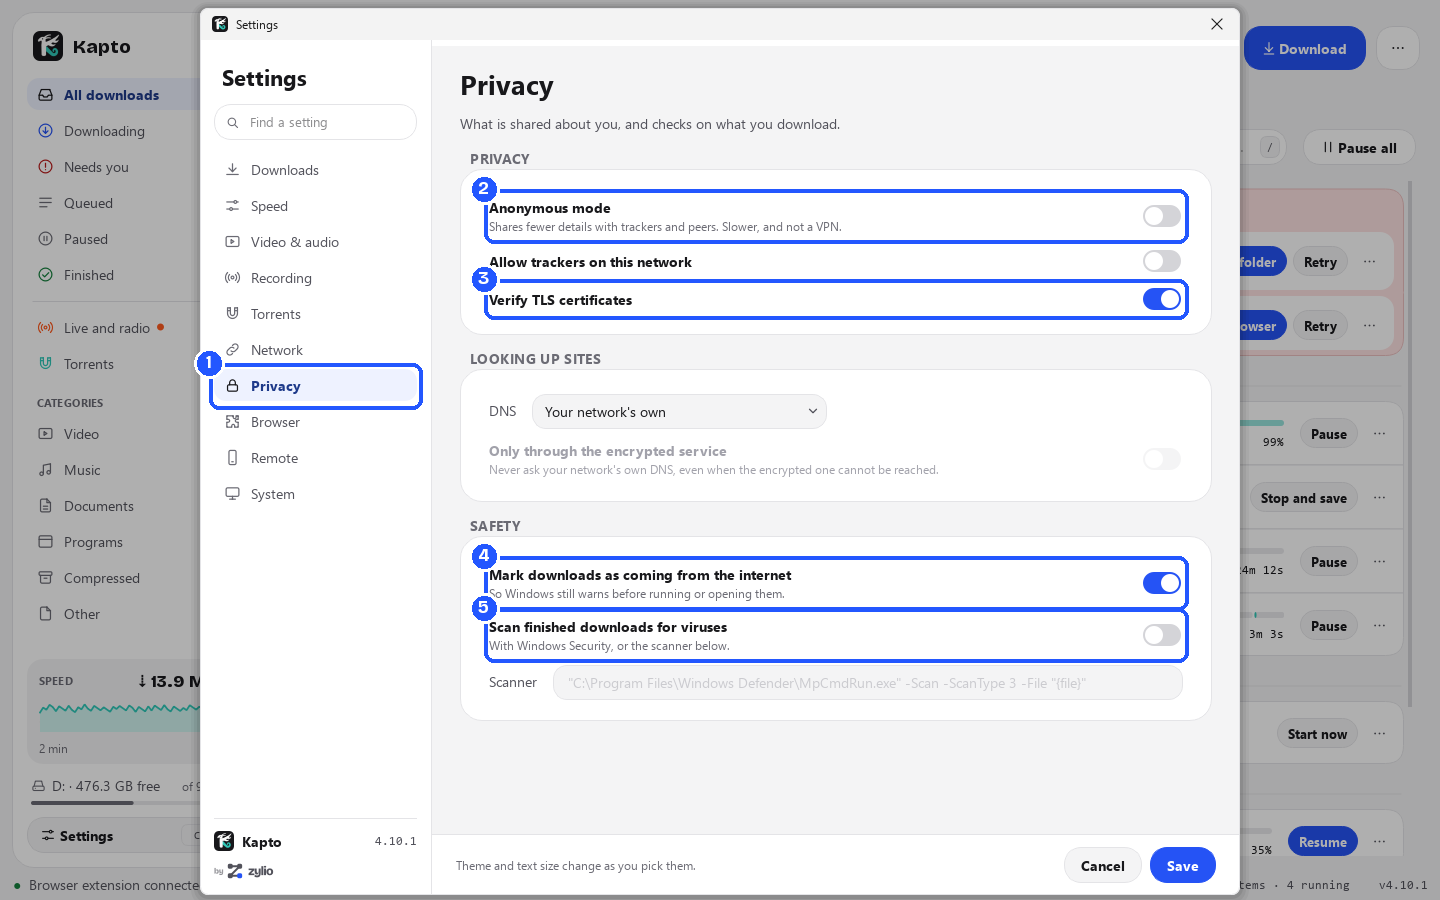 Kapto
All downloads
Downloading
Needs you
Queued
Paused
Finished
Live and radio
Torrents
CATEGORIES
Video
Music
Documents
Programs
Compressed
Other
SPEED
↓ 13.9 M
2 min
D: · 476.3 GB free
of 9
Settings
C
Browser extension connecte
Settings
Settings
Find a setting
Downloads
Speed
Video & audio
Recording
Torrents
Network
1
Privacy
Browser
Remote
System
Kapto
4.10.1
by zylio
Privacy
What is shared about you, and checks on what you download.
PRIVACY
2
Anonymous mode
Shares fewer details with trackers and peers. Slower, and not a VPN.
Allow trackers on this network
3
Verify TLS certificates
LOOKING UP SITES
DNS
Your network's own
Only through the encrypted service
Never ask your network's own DNS, even when the encrypted one cannot be reached.
SAFETY
4
Mark downloads as coming from the internet
So Windows still warns before running or opening them.
5
Scan finished downloads for viruses
With Windows Security, or the scanner below.
Scanner
"C:\Program Files\Windows Defender\MpCmdRun.exe" -Scan -ScanType 3 -File "{file}"
Theme and text size change as you pick them.
Cancel
Save
Download
/
Pause all
folder
Retry
owser
Retry
99%
Pause
Stop and save
4m 12s
Pause
3m 3s
Pause
Start now
35%
Resume
tems · 4 running
v4.10.1